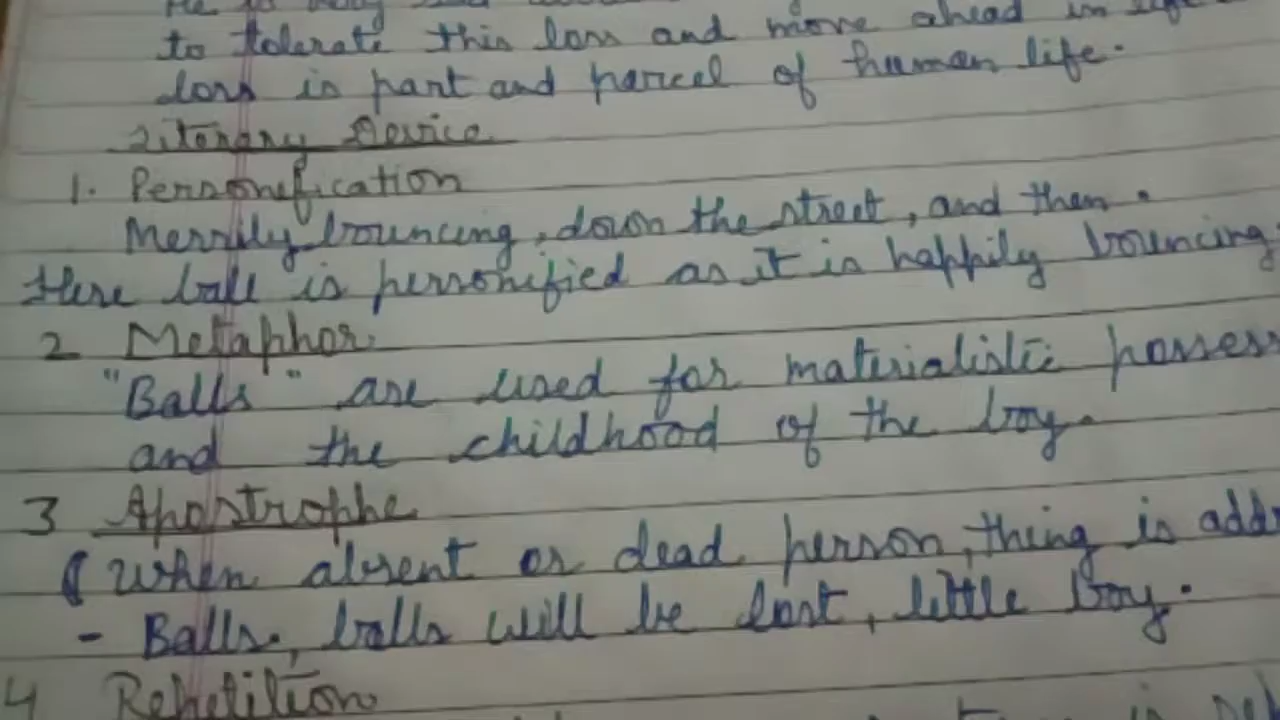 to tolerate this loss and move ahead in life
loss is part and parcel of human life.
Literary Device
1. Personification
Merrily bouncing, down the street, and then.
Here ball is personified as it is happily bouncing.
2 Metaphor.
"Balls" are used for materialistic possess
and the childhood of the boy.
3 Apostrophe
( When absent or dead person, thing is addr
- Balls, balls will be lost, little boy.
4 Repetition